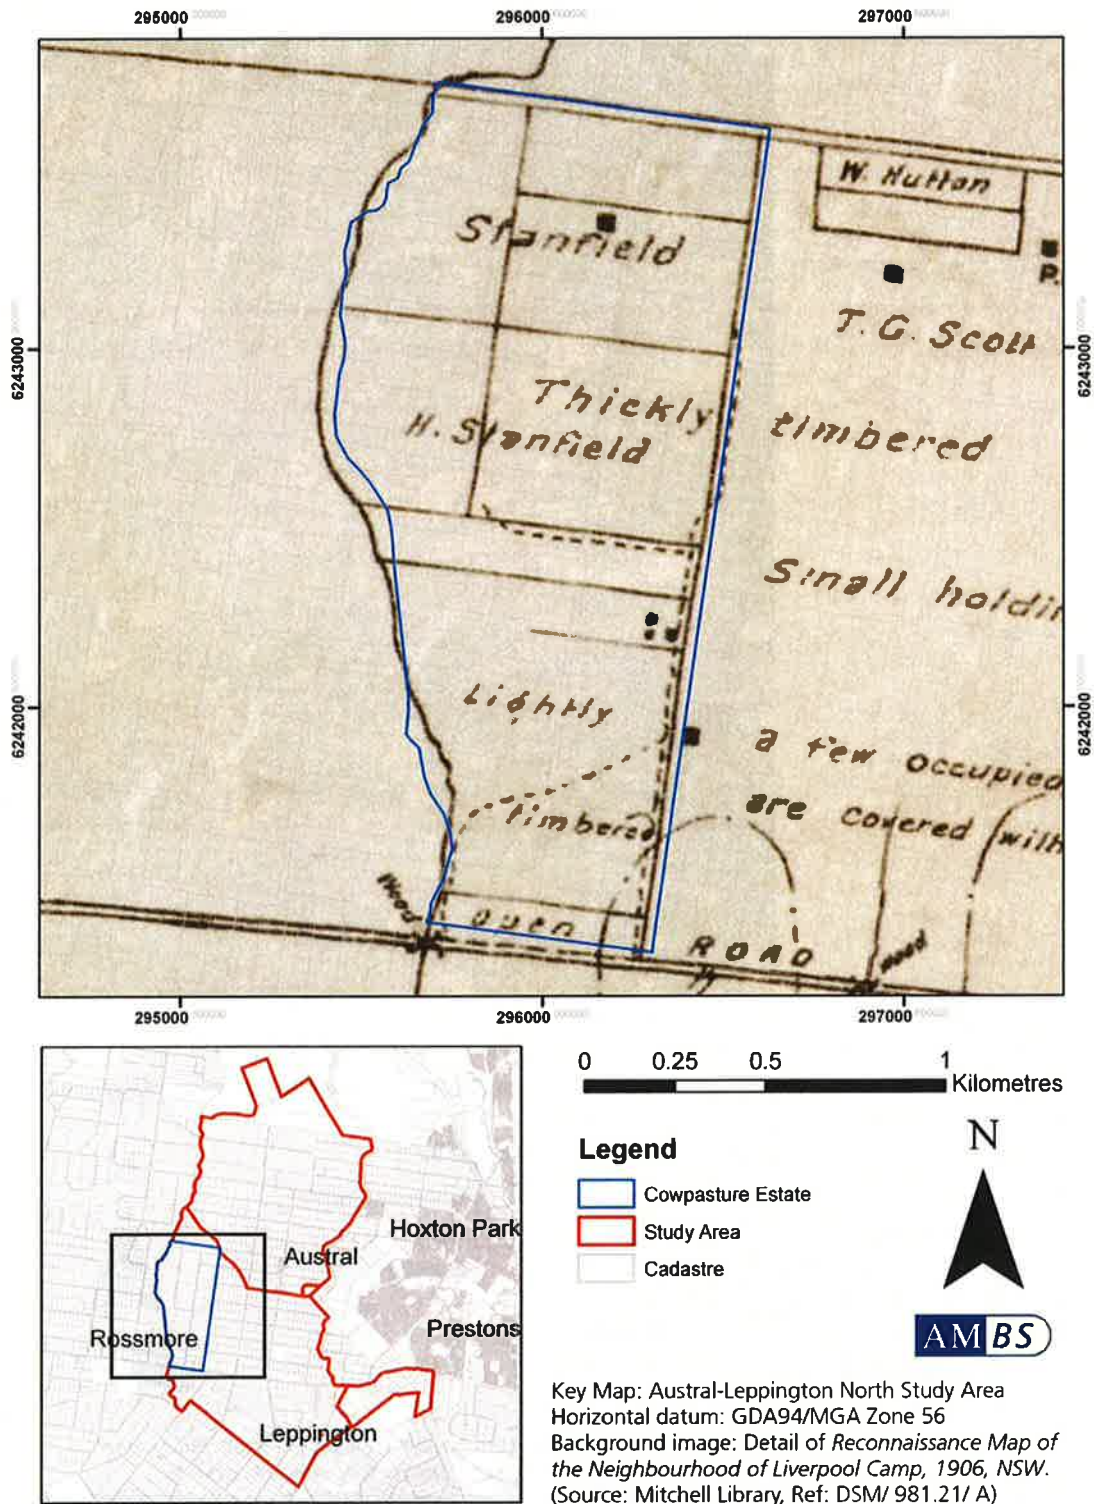 295000 296000 297000
W. Hutton
Stanfield
P.
T. G. Scott
6243000 6243000
Thickly timbered
H. Stanfield
Small holdin
Lightly
6242000 6242000
a few occupied
timbered
are covered with
Wood
open
ROAD
Wood
295000 296000 297000
0 0.25 0.5 1
Kilometres
N
Legend
Cowpasture Estate
Study Area
Cadastre
Hoxton Park
Austral
Prestons
Rossmore
Leppington
AMBS
Key Map: Austral-Leppington North Study Area
Horizontal datum: GDA94/MGA Zone 56
Background image: Detail of Reconnaissance Map of
the Neighbourhood of Liverpool Camp, 1906, NSW.
(Source: Mitchell Library, Ref: DSM/ 981.21/ A)